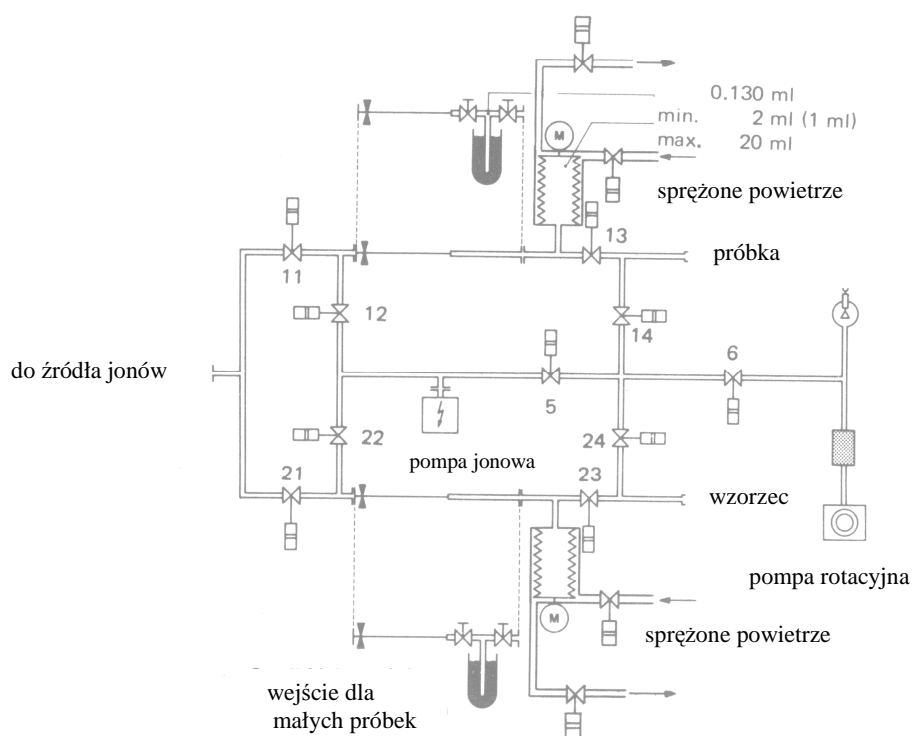 0.130 ml
min. 2 ml (1 ml)
max. 20 ml
M
sprężone powietrze
13
próbka
11
12
14
6
do źródła jonów
5
22
24
pompa jonowa
21
23
wzorzec
pompa rotacyjna
M
sprężone powietrze
wejście dla
małych próbek